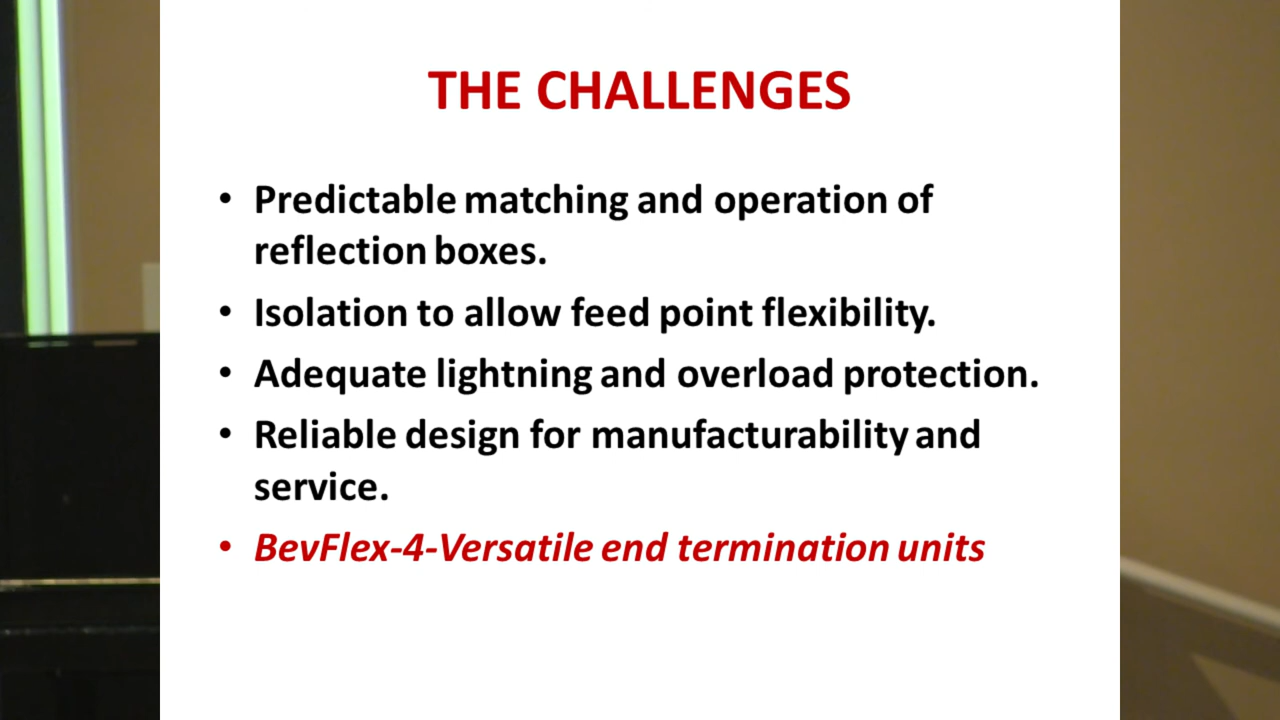 THE CHALLENGES
• Predictable matching and operation of
reflection boxes.
• Isolation to allow feed point flexibility.
• Adequate lightning and overload protection.
• Reliable design for manufacturability and
service.
• BevFlex-4-Versatile end termination units